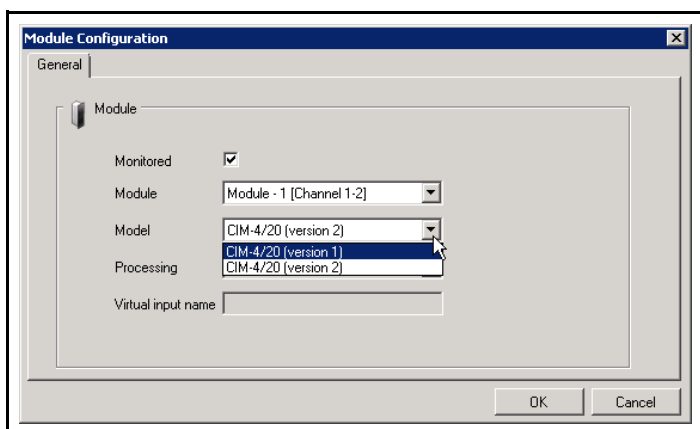 Module Configuration
General
Module
Monitored
Module Module - 1 [Channel 1-2]
Model CIM-4/20 (version 2)
CIM-4/20 (version 1)
Processing CIM-4/20 (version 2)
Virtual input name
OK Cancel